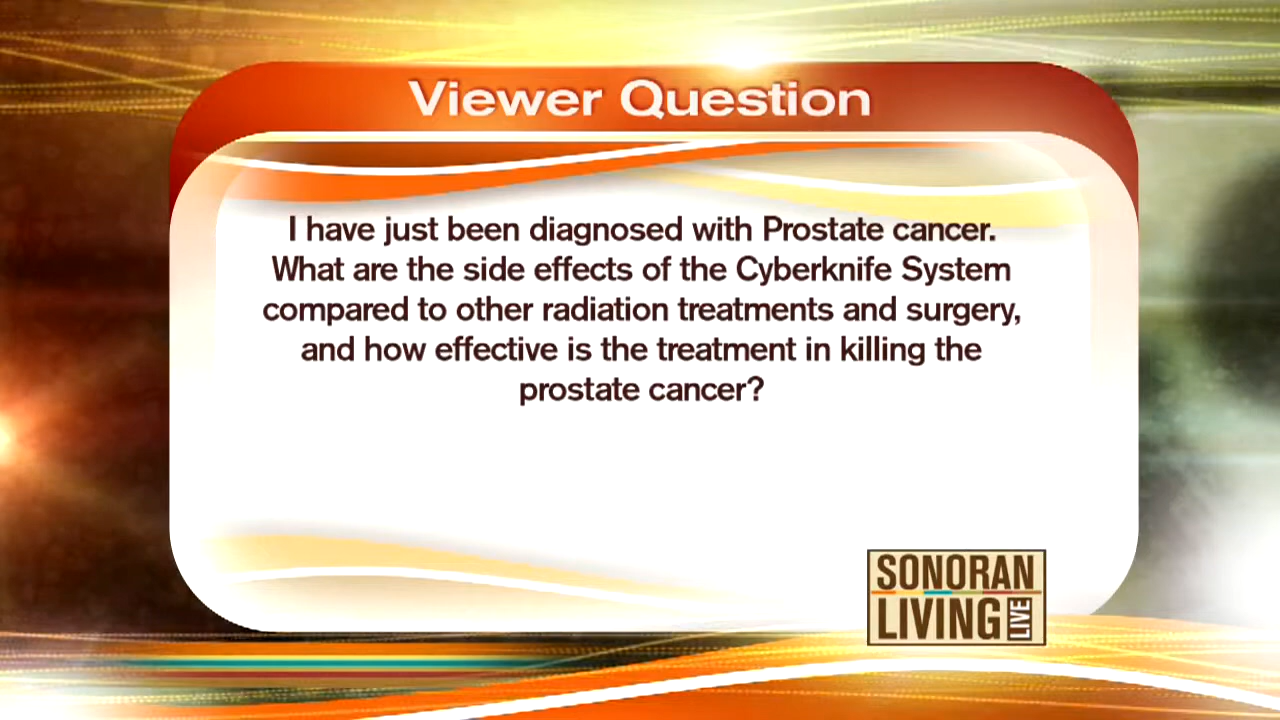 Viewer Question
I have just been diagnosed with Prostate cancer.
What are the side effects of the Cyberknife System
compared to other radiation treatments and surgery,
and how effective is the treatment in killing the
prostate cancer?
SONORAN
LIVING LIVE